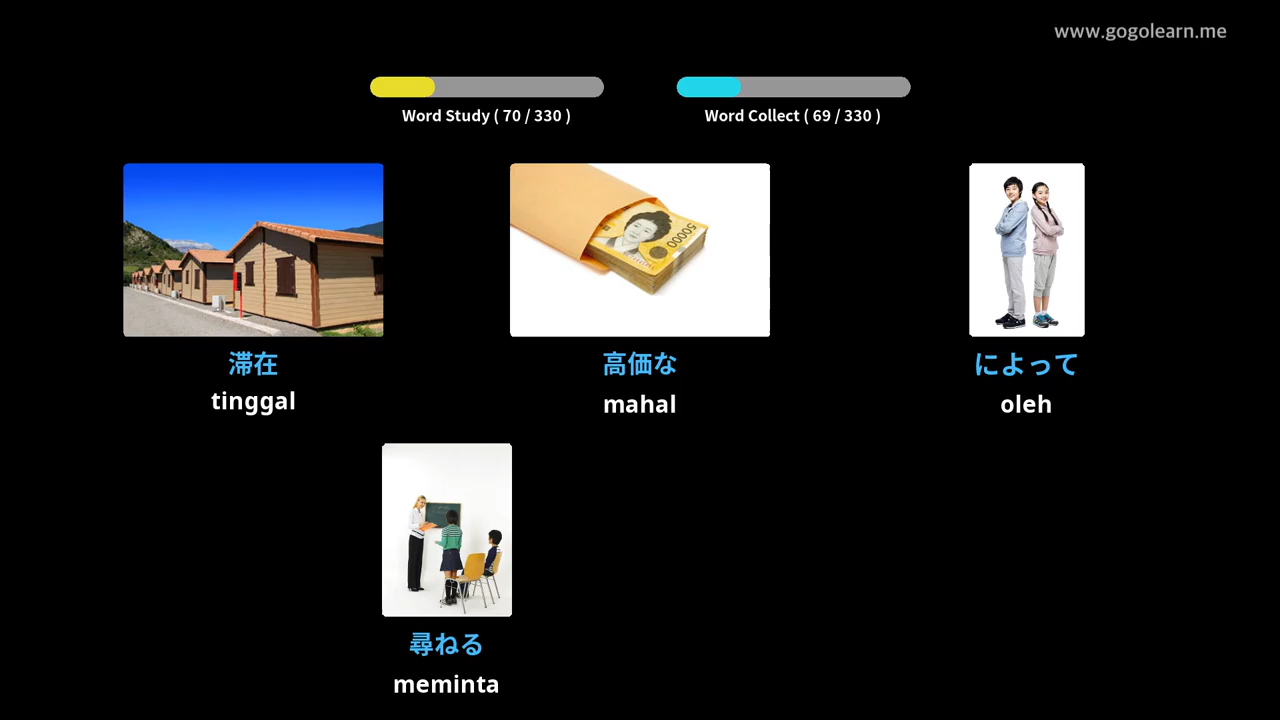 www.gogolearn.me
Word Study ( 70 / 330 )
Word Collect ( 69 / 330 )
50000
滞在
tinggal
高価な
mahal
によって
oleh
尋ねる
meminta